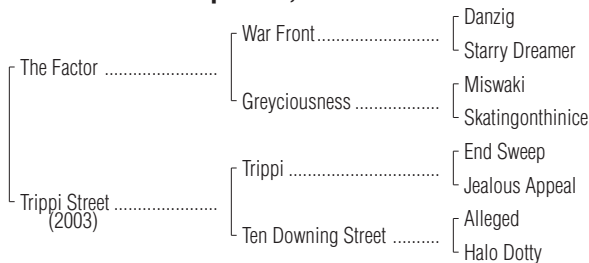 Danzig
War Front....................
Starry Dreamer
The Factor ........................
Miswaki
Greyciousness ..................
Skatingonthinice
End Sweep
Trippi ................................
Jealous Appeal
Trippi Street ......................
(2003)
Alleged
Ten Downing Street ..........
Halo Dotty